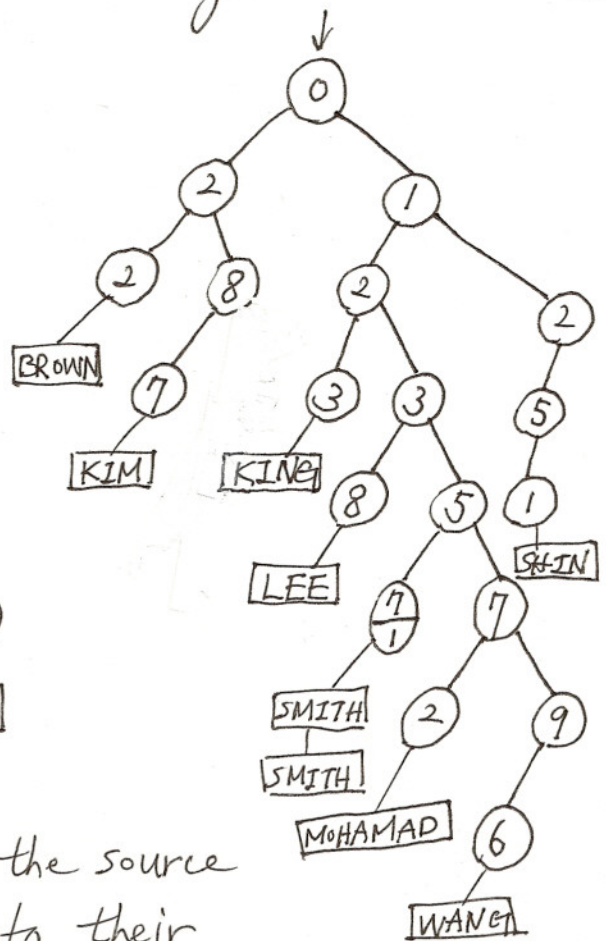 0
2 1
2 8 2 2
BROWN 7 3 3 5
KIM KING 8 5 1
LEE 7/1 7 SHIN
SMITH 2 9
SMITH
MOHAMAD 6
the source
to their WANG